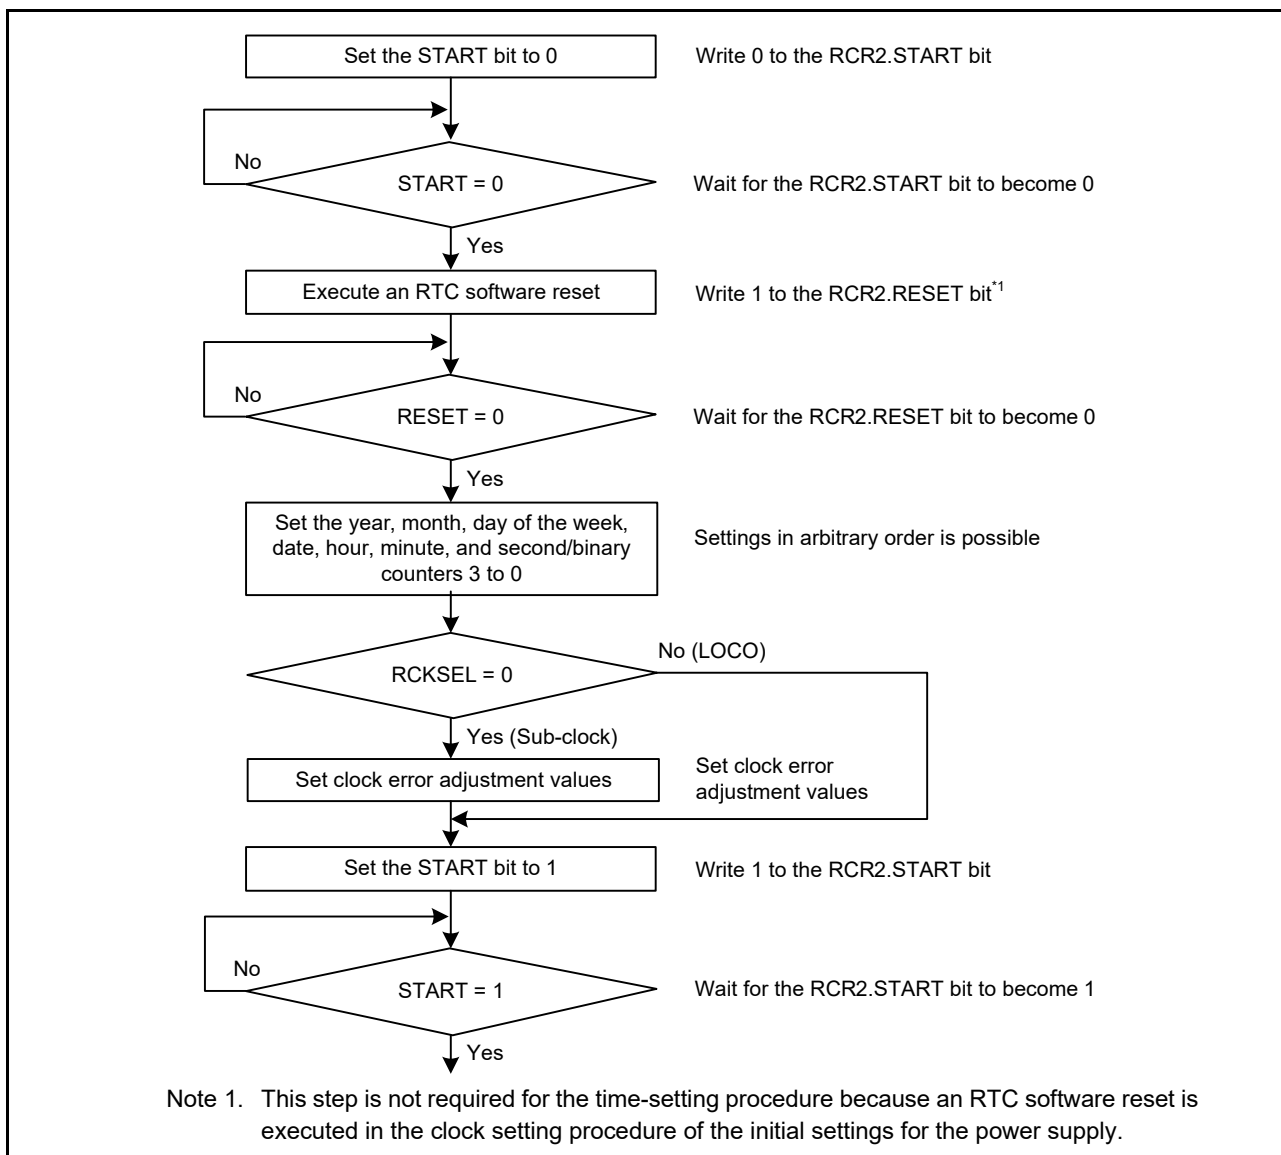 Set the START bit to 0
Write 0 to the RCR2.START bit
No
START = 0
Wait for the RCR2.START bit to become 0
Yes
Execute an RTC software reset
Write 1 to the RCR2.RESET bit*1
No
RESET = 0
Wait for the RCR2.RESET bit to become 0
Yes
Set the year, month, day of the week,
date, hour, minute, and second/binary
counters 3 to 0
Settings in arbitrary order is possible
No (LOCO)
RCKSEL = 0
Yes (Sub-clock)
Set clock error adjustment values
Set clock error
adjustment values
Set the START bit to 1
Write 1 to the RCR2.START bit
No
START = 1
Wait for the RCR2.START bit to become 1
Yes
Note 1. This step is not required for the time-setting procedure because an RTC software reset is
executed in the clock setting procedure of the initial settings for the power supply.